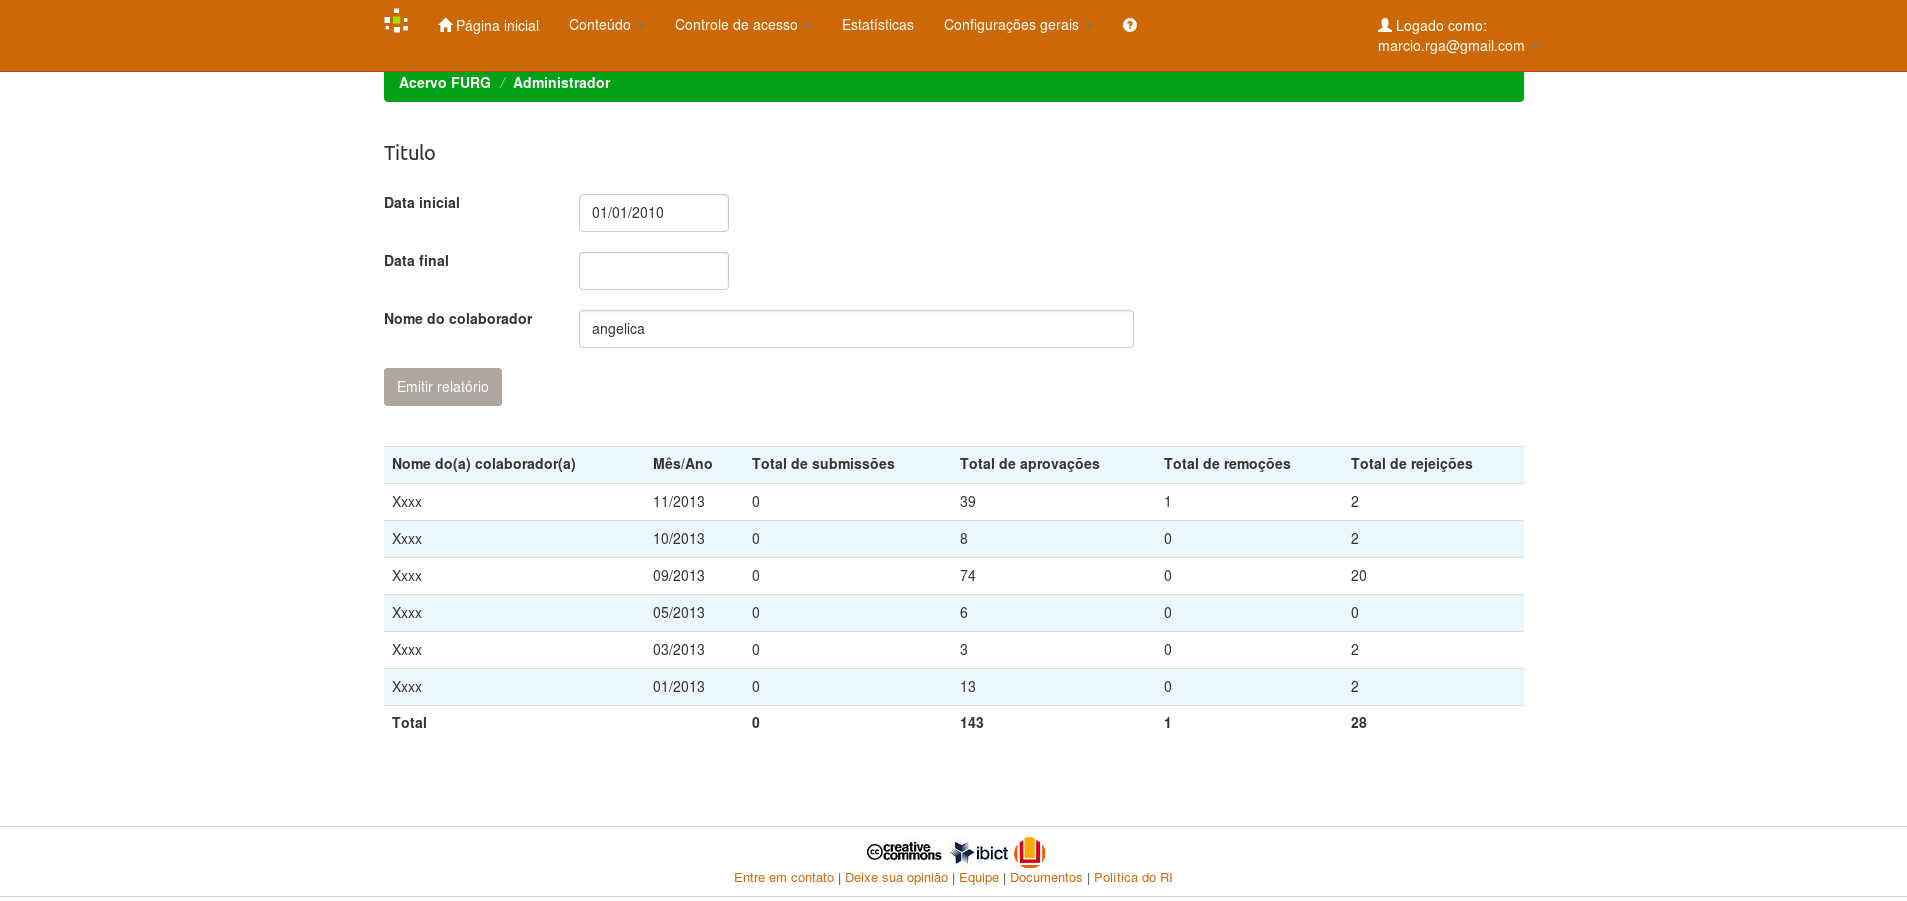 Página inicial Conteúdo Controle de acesso Estatísticas Configurações gerais Logado como:
marcio.rga@gmail.com
Acervo FURG / Administrador
Titulo
Data inicial 01/01/2010
Data final
Nome do colaborador angelica
Emitir relatório
Nome do(a) colaborador(a) Mês/Ano Total de submissões Total de aprovações Total de remoções Total de rejeições
Xxxx 11/2013 0 39 1 2
Xxxx 10/2013 0 8 0 2
Xxxx 09/2013 0 74 0 20
Xxxx 05/2013 0 6 0 0
Xxxx 03/2013 0 3 0 2
Xxxx 01/2013 0 13 0 2
Total 0 143 1 28
cc creative commons ibict
Entre em contato | Deixe sua opinião | Equipe | Documentos | Política do RI